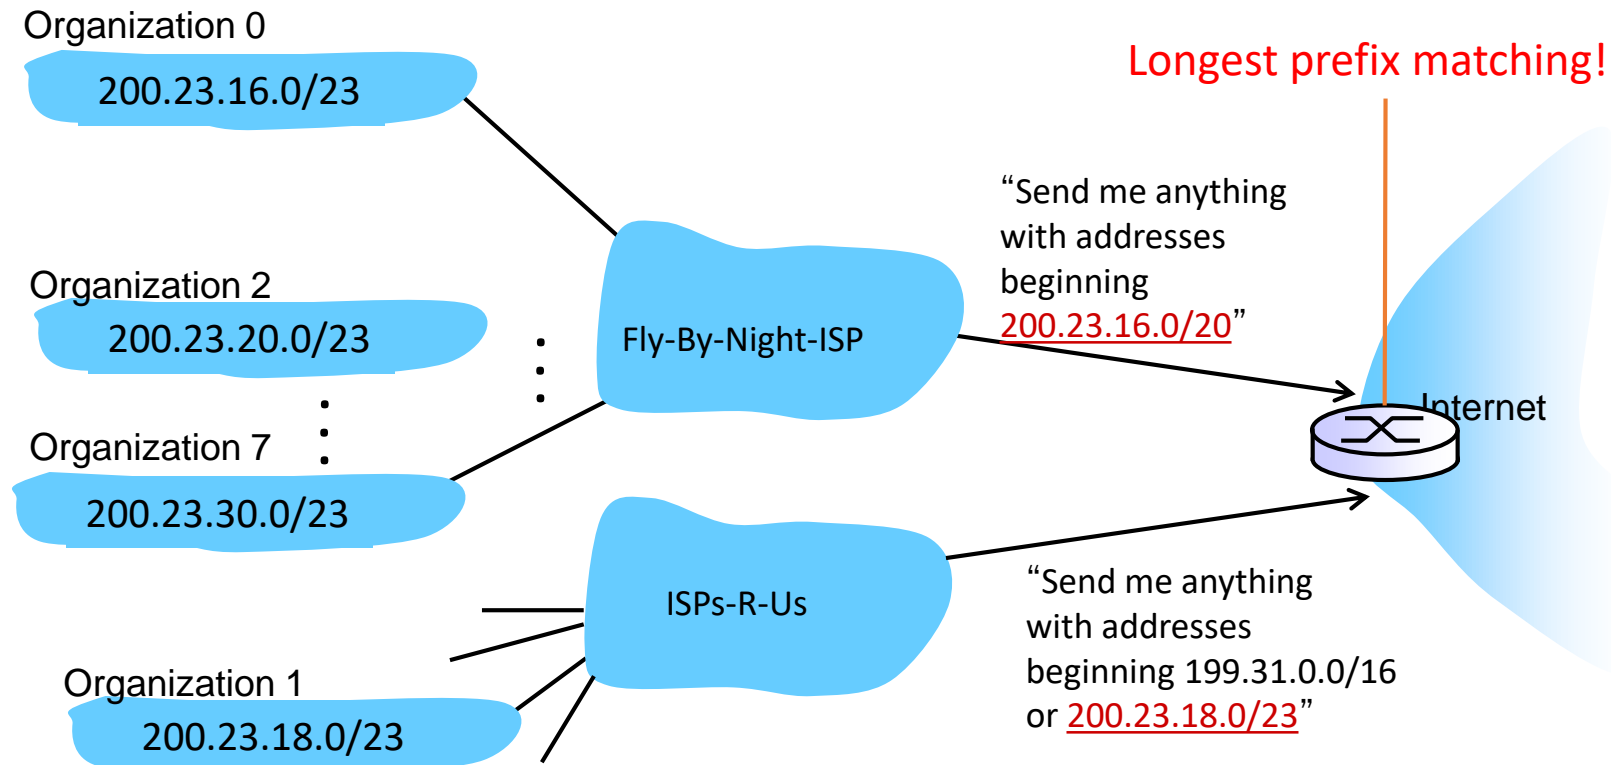 Organization 0
200.23.16.0/23
Longest prefix matching!
“Send me anything
with addresses
beginning
200.23.16.0/20”
Organization 2
200.23.20.0/23
Fly-By-Night-ISP
Internet
Organization 7
200.23.30.0/23
ISPs-R-Us
“Send me anything
with addresses
beginning 199.31.0.0/16
or 200.23.18.0/23”
Organization 1
200.23.18.0/23